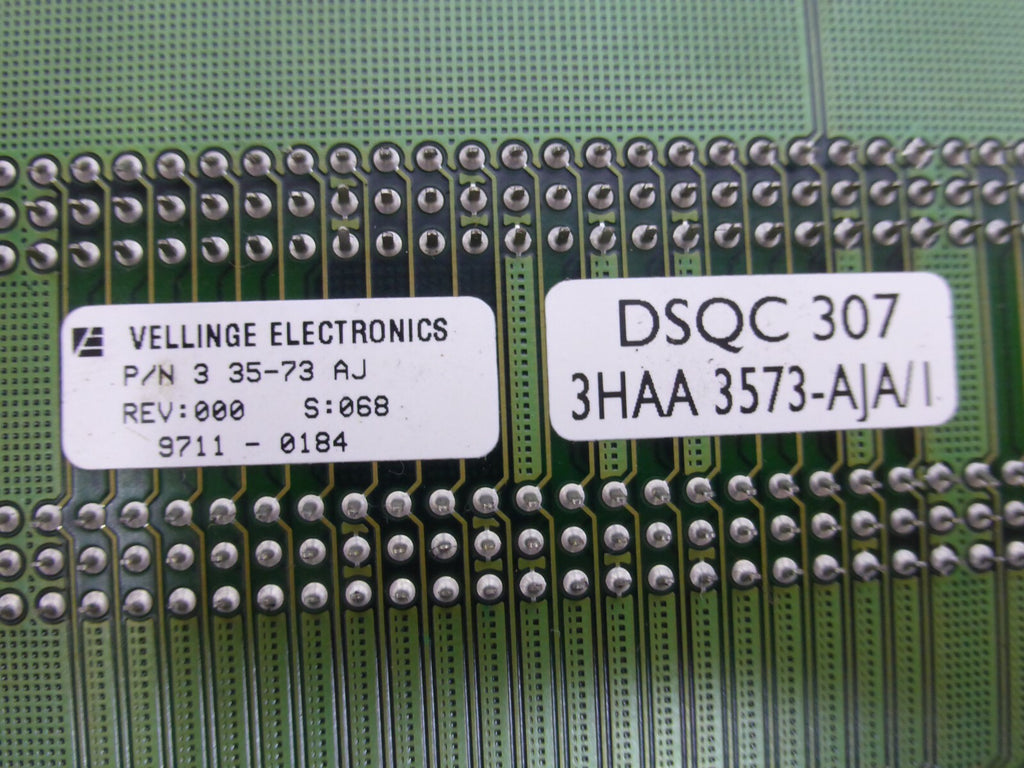 VELLINGE ELECTRONICS
P/N 3 35-73 AJ
REV:000 S:068
9711 - 0184
DSQC 307
3HAA 3573-AJA/1